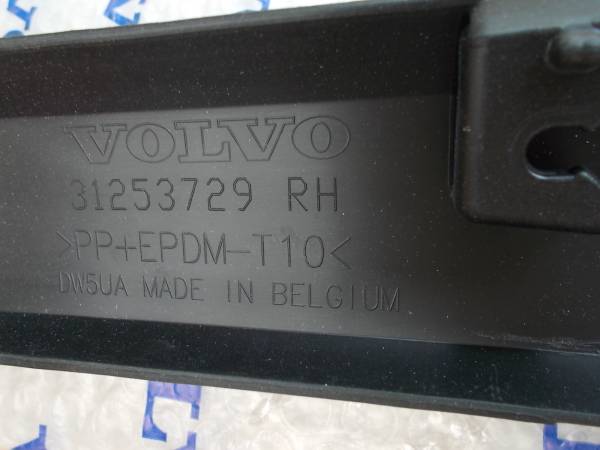 VOLVO
31253729 RH
>PP+EPDM-T10<
DW5UA MADE IN BELGIUM